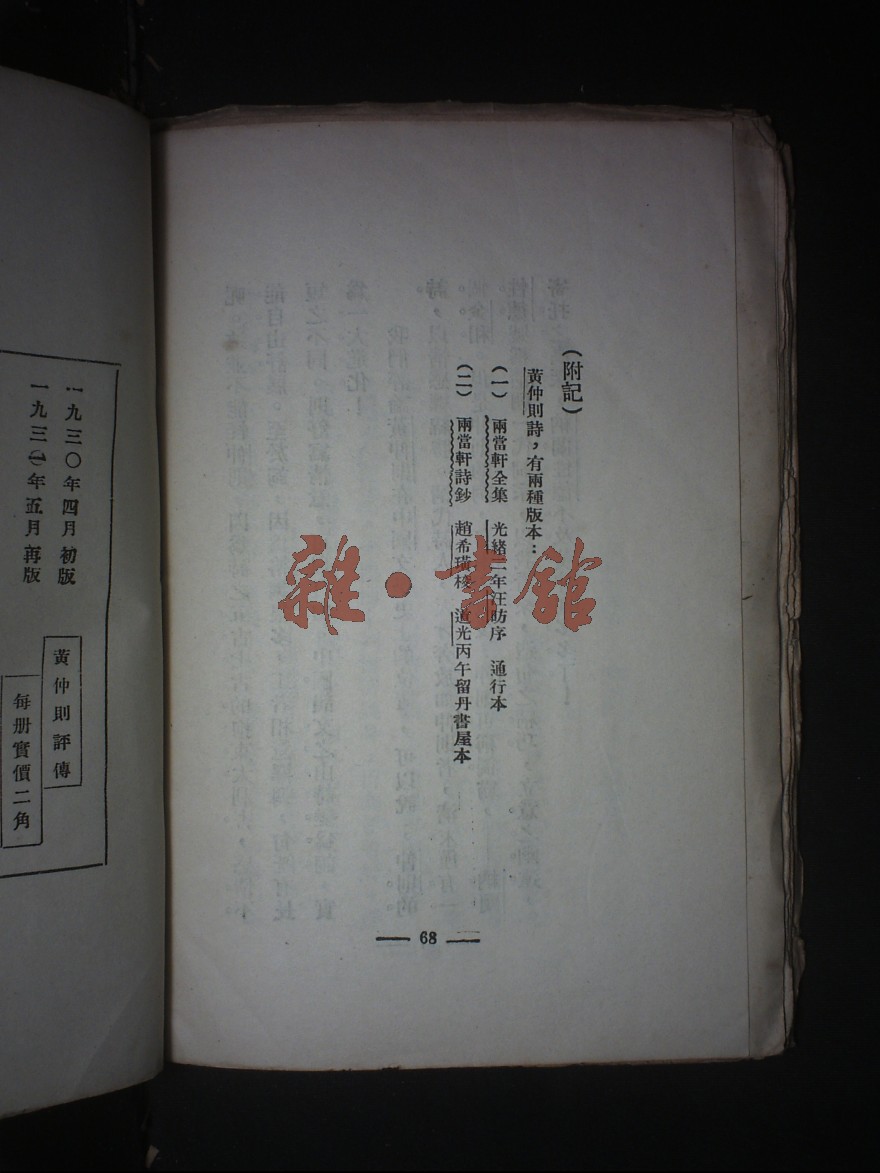 (附記)
黃仲則詩，有兩種版本：
(一) 兩當軒全集 光緒二年汪昉序 通行本
(二) 兩當軒詩鈔 趙希璜梭 道光丙午留丹書屋本
68
一九三〇年四月初版
一九三一年五月再版
黃仲則評傳
每册實價二角
雜·書館